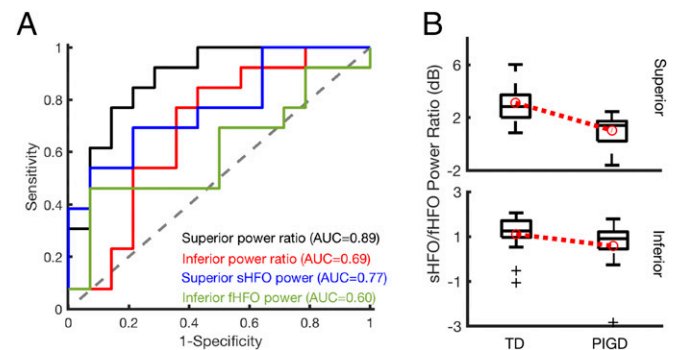 A
1
0.8
0.6
0.4
0.2
0
Sensitivity
Superior power ratio (AUC=0.89)
Inferior power ratio (AUC=0.69)
Superior sHFO power (AUC=0.77)
Inferior fHFO power (AUC=0.60)
0 0.2 0.4 0.6 0.8 1
1-Specificity
B
sHFO/fHFO Power Ratio (dB)
6
2
-2
Superior
3
1
-1
-3
Inferior
TD PIGD